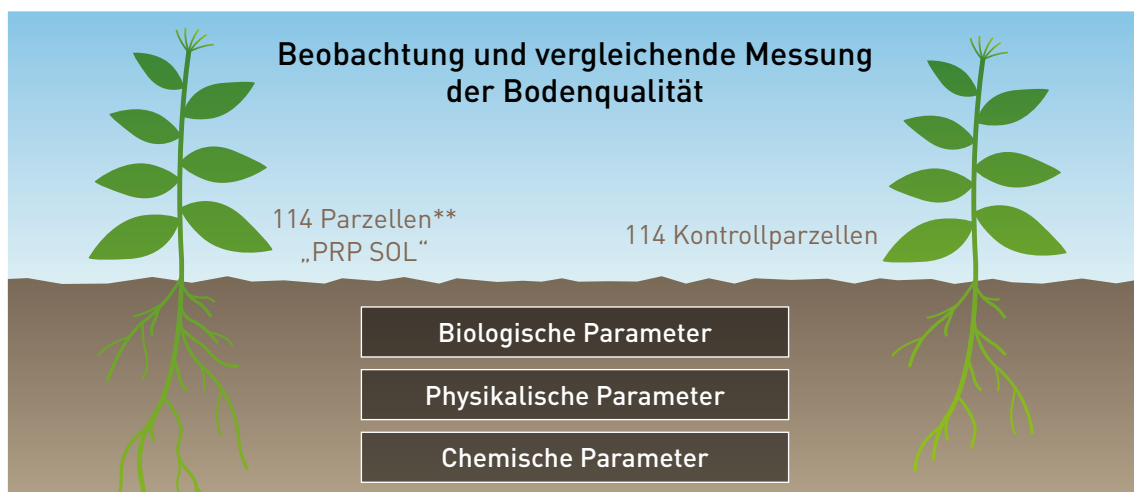 Beobachtung und vergleichende Messung
der Bodenqualität
114 Parzellen**
„PRP SOL“
114 Kontrollparzellen
Biologische Parameter
Physikalische Parameter
Chemische Parameter